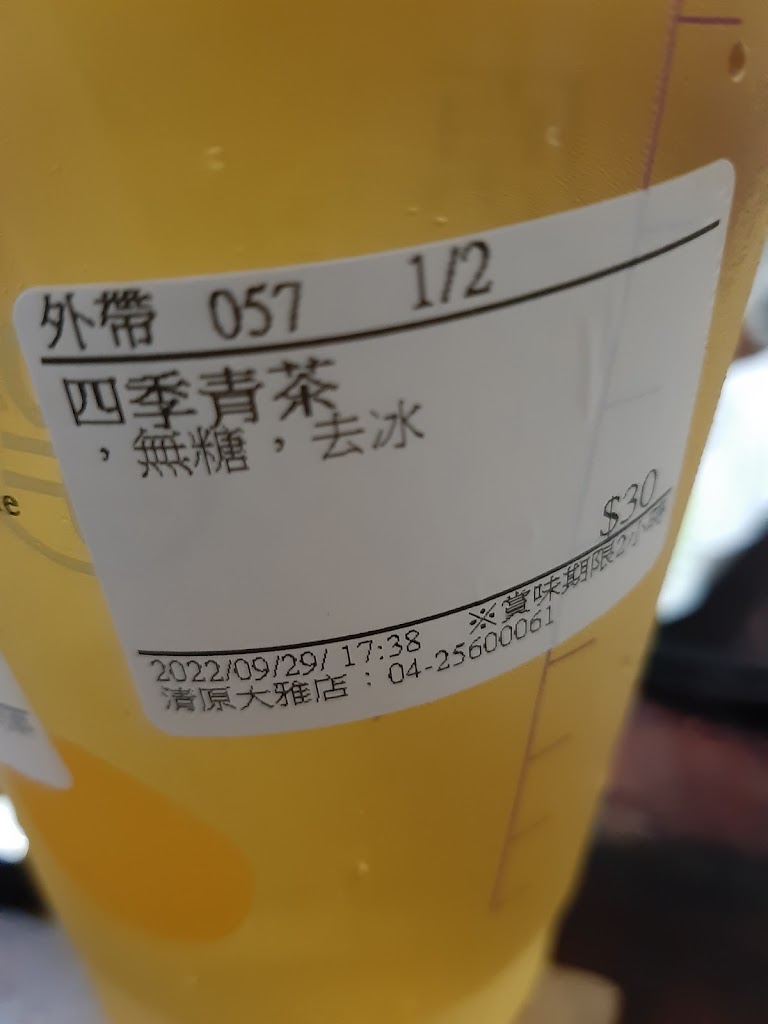 外帶 057 1/2
四季青茶
，無糖，去冰
$30
※賞味期限2小時
2022/09/29/ 17:38
清原大雅店：04-25600061
e